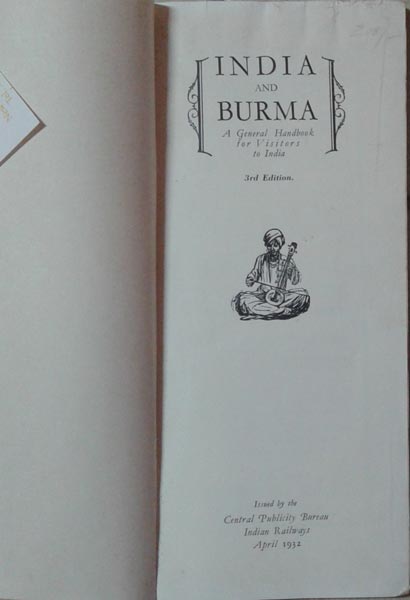 INDIA
AND
BURMA
A General Handbook
for Visitors
to India
3rd Edition.
Issued by the
Central Publicity Bureau
Indian Railways
April 1932